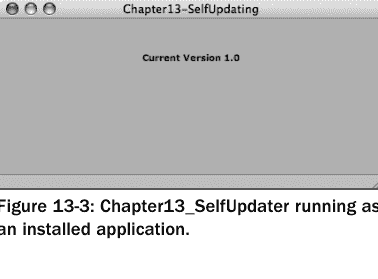 Chapter13-SelfUpdating
Current Version 1.0
Figure 13-3: Chapter13_SelfUpdater running as
an installed application.